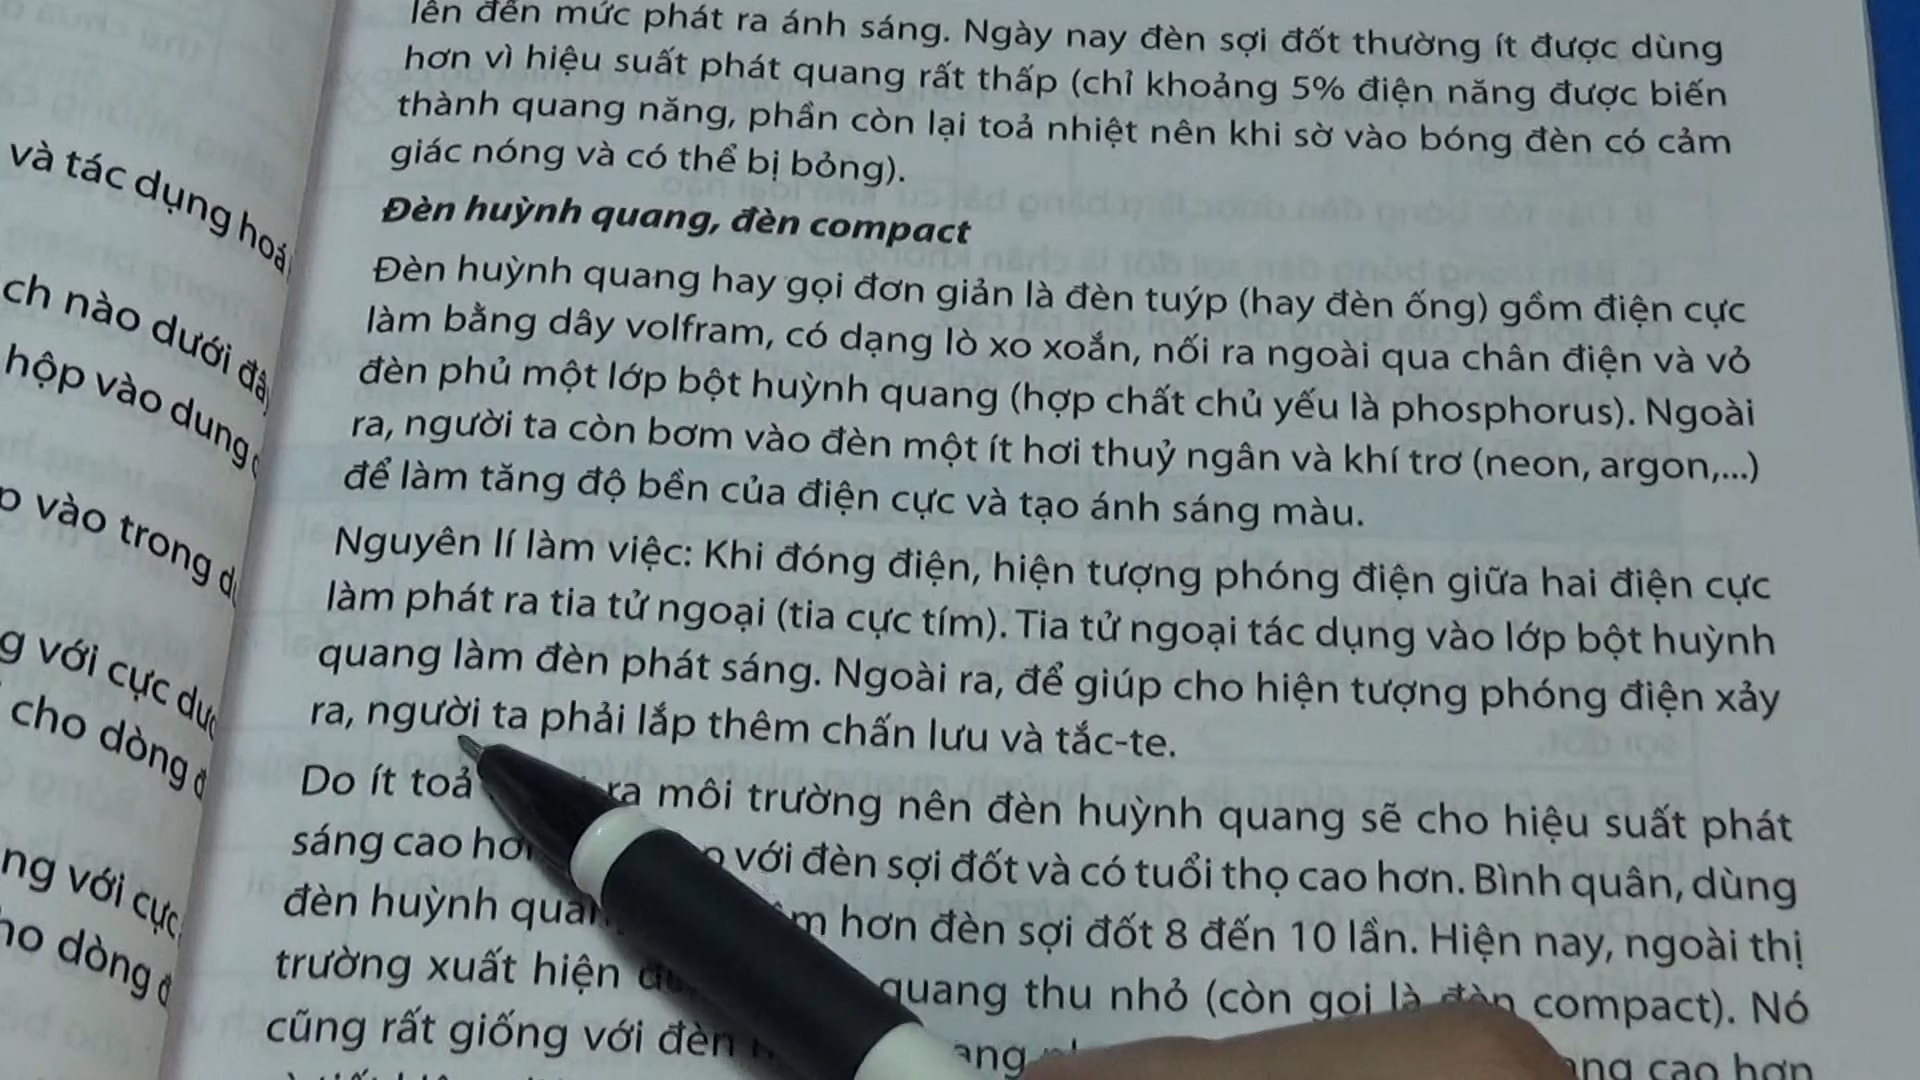 và tác dụng hoá
ch nào dưới đây
hộp vào dung
vào trong
g với cực
cho dòng
ng với cực
ho dòng
lên đến mức phát ra ánh sáng. Ngày nay đèn sợi đốt thường ít được dùng
hơn vì hiệu suất phát quang rất thấp (chỉ khoảng 5% điện năng được biến
thành quang năng, phần còn lại toả nhiệt nên khi sờ vào bóng đèn có cảm
giác nóng và có thể bị bỏng).
Đèn huỳnh quang, đèn compact
Đèn huỳnh quang hay gọi đơn giản là đèn tuýp (hay đèn ống) gồm điện cực
làm bằng dây volfram, có dạng lò xo xoắn, nối ra ngoài qua chân điện và vỏ
đèn phủ một lớp bột huỳnh quang (hợp chất chủ yếu là phosphorus). Ngoài
ra, người ta còn bơm vào đèn một ít hơi thuỷ ngân và khí trơ (neon, argon,...)
để làm tăng độ bền của điện cực và tạo ánh sáng màu.
Nguyên lí làm việc: Khi đóng điện, hiện tượng phóng điện giữa hai điện cực
làm phát ra tia tử ngoại (tia cực tím). Tia tử ngoại tác dụng vào lớp bột huỳnh
quang làm đèn phát sáng. Ngoài ra, để giúp cho hiện tượng phóng điện xảy
ra, người ta phải lắp thêm chấn lưu và tắc-te.
Do ít toả ra môi trường nên đèn huỳnh quang sẽ cho hiệu suất phát
sáng cao với đèn sợi đốt và có tuổi thọ cao hơn. Bình quân, dùng
đèn huỳnh hơn đèn sợi đốt 8 đến 10 lần. Hiện nay, ngoài thị
trường xuất hiện quang thu nhỏ (còn gọi là đèn compact). Nó
cũng rất giống với đèn cao hơn